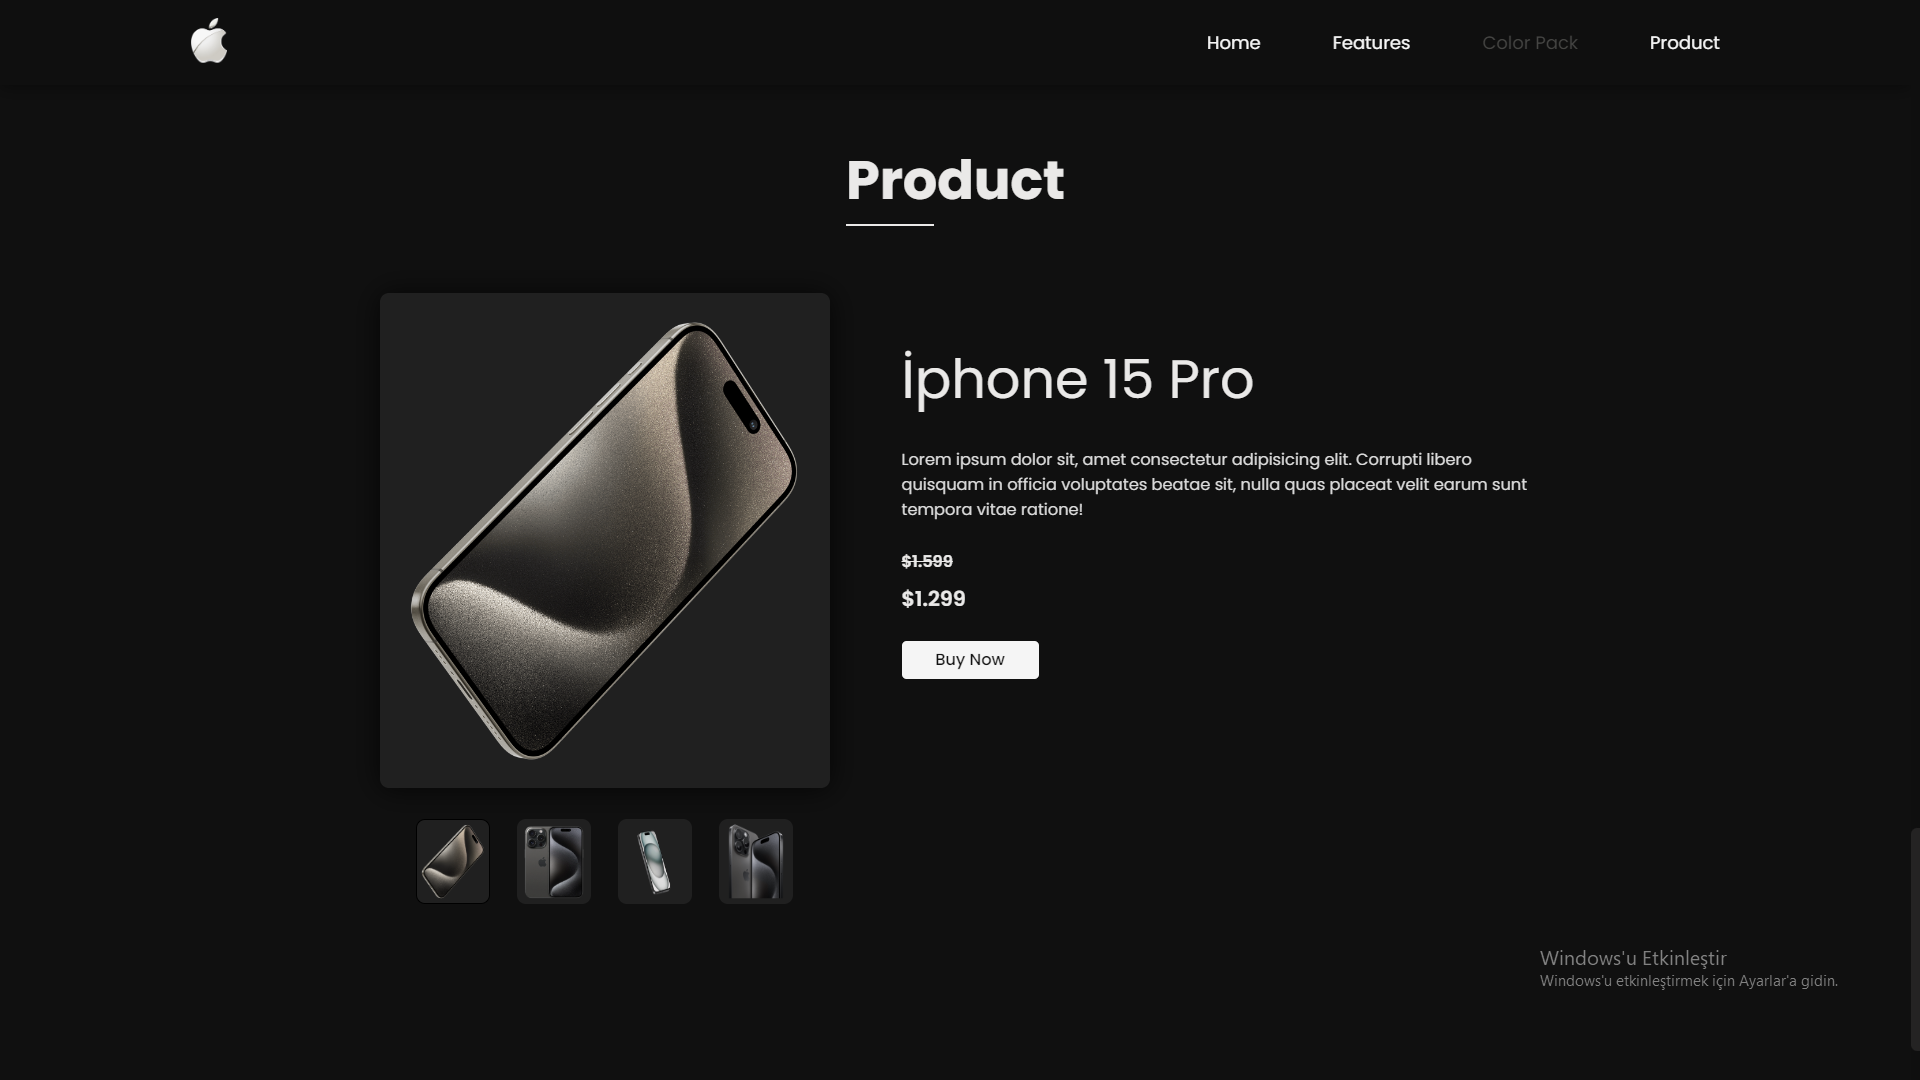 Home Features Color Pack Product
Product
İphone 15 Pro
Lorem ipsum dolor sit, amet consectetur adipisicing elit. Corrupti libero
quisquam in officia voluptates beatae sit, nulla quas placeat velit earum sunt
tempora vitae ratione!
$1.599
$1.299
Buy Now
Windows'u Etkinleştir
Windows'u etkinleştirmek için Ayarlar'a gidin.